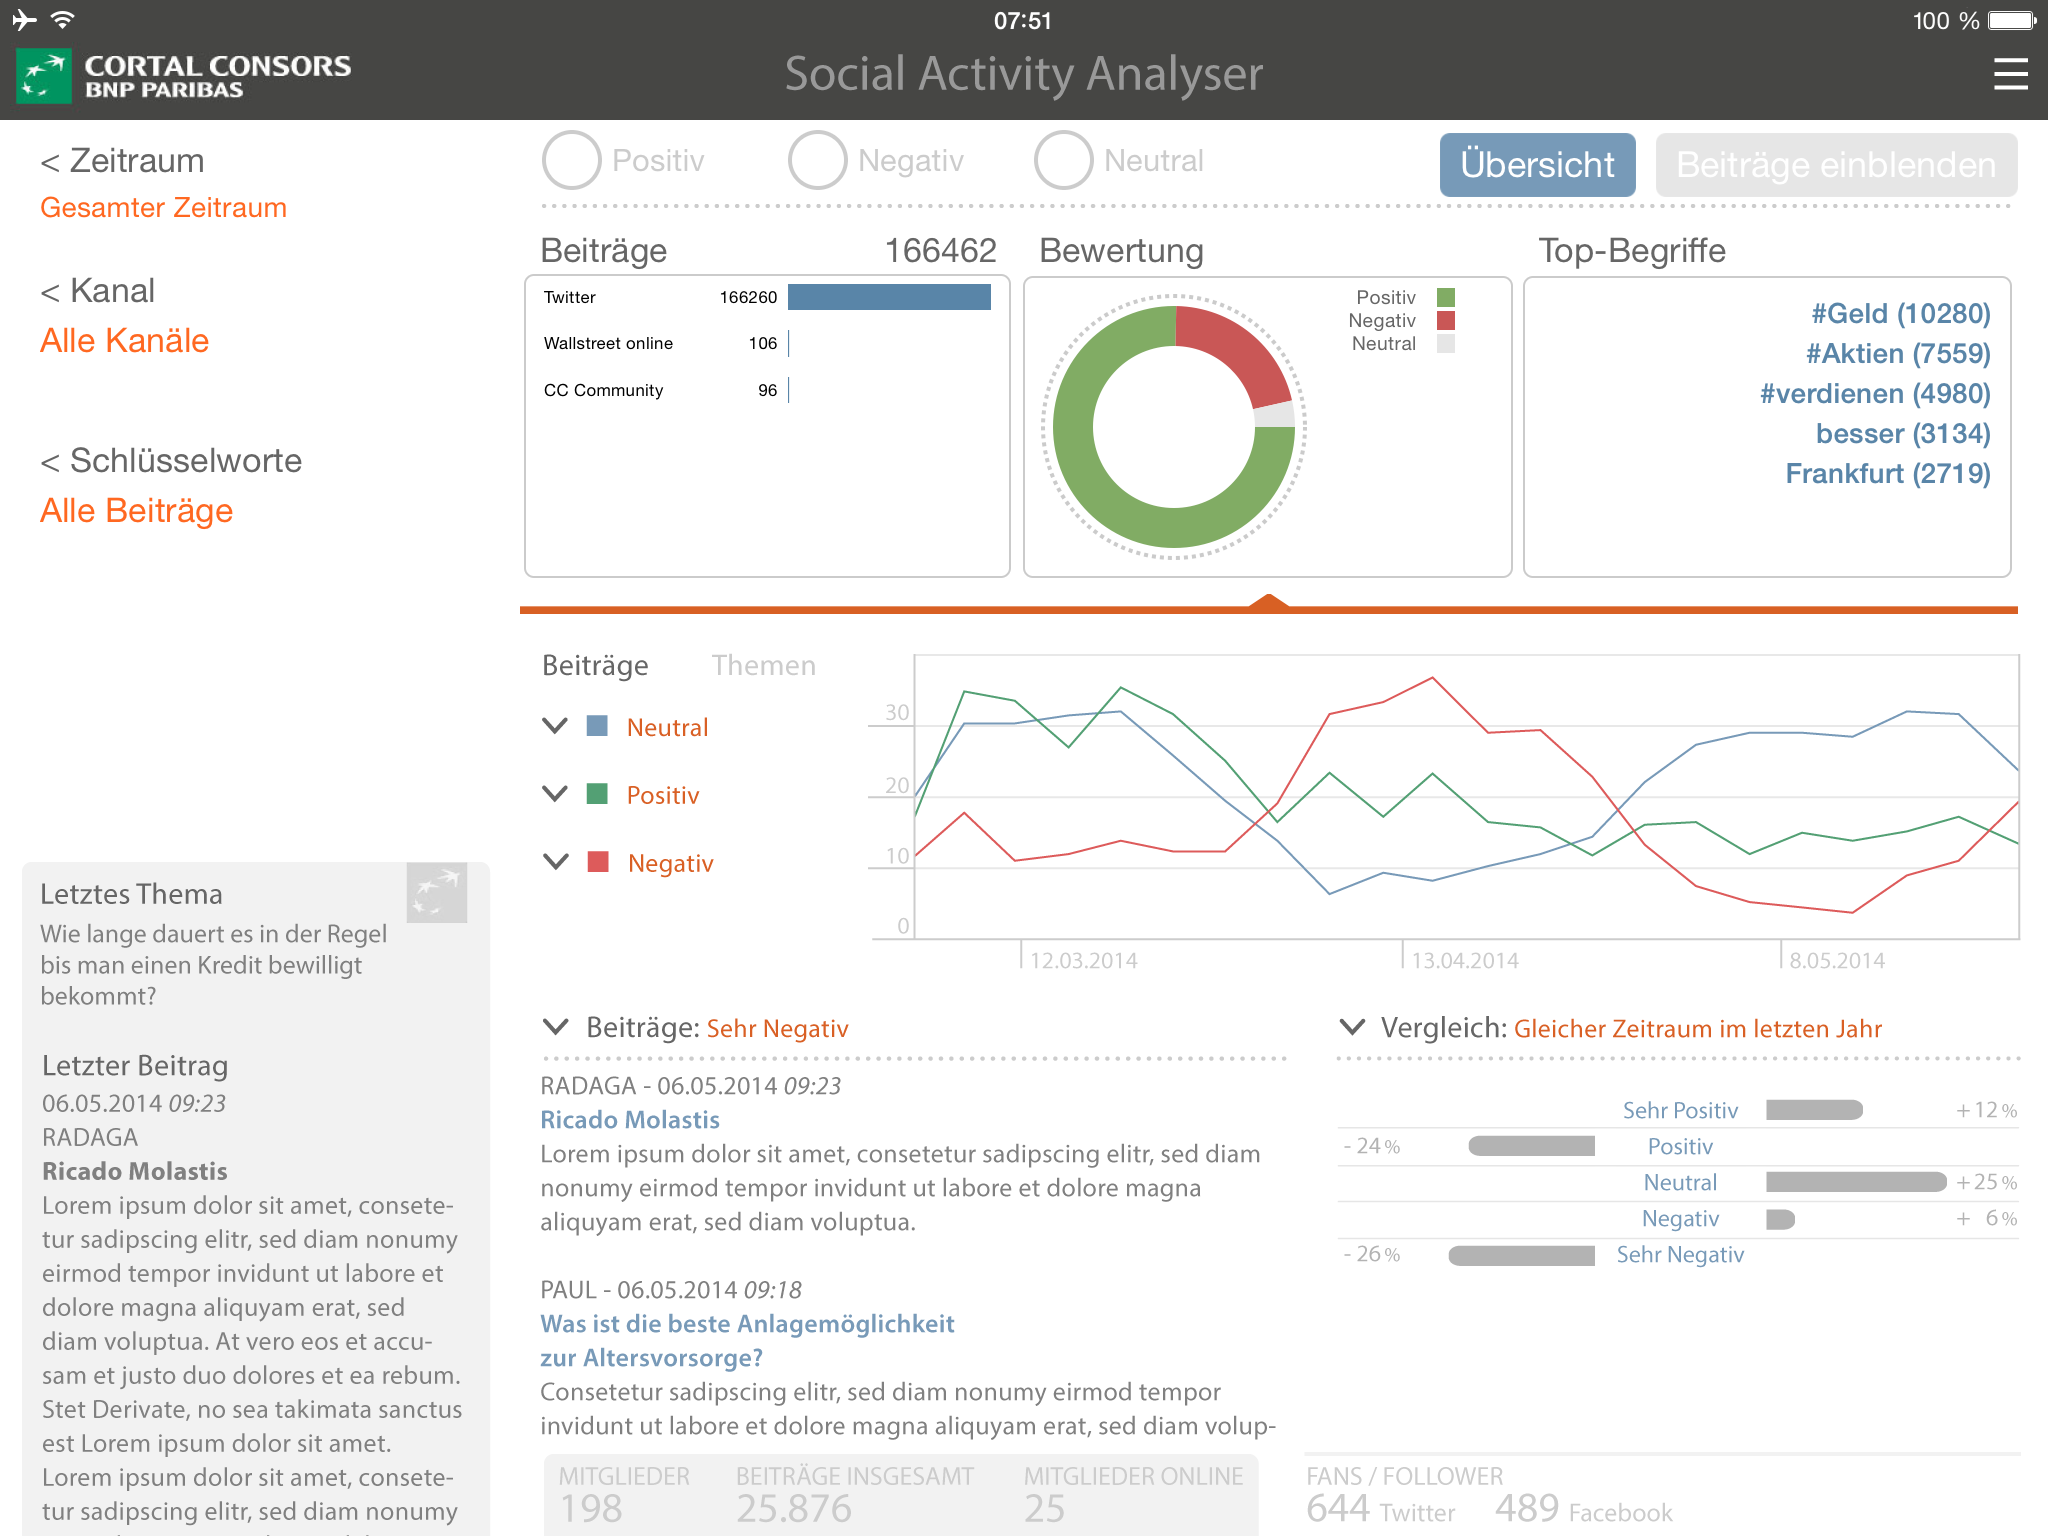 07:51
100 %
CORTAL CONSORS
BNP PARIBAS
Social Activity Analyser
< Zeitraum
Gesamter Zeitraum
< Kanal
Alle Kanäle
< Schlüsselworte
Alle Beiträge
Positiv
Negativ
Neutral
Übersicht
Beiträge einblenden
Beiträge 166462
Twitter 166260
Wallstreet online 106
CC Community 96
Bewertung
Positiv
Negativ
Neutral
Top-Begriffe
#Geld (10280)
#Aktien (7559)
#verdienen (4980)
besser (3134)
Frankfurt (2719)
Beiträge
Themen
Neutral
Positiv
Negativ
30
20
10
0
12.03.2014
13.04.2014
8.05.2014
Letztes Thema
Wie lange dauert es in der Regel
bis man einen Kredit bewilligt
bekommt?
Letzter Beitrag
06.05.2014 09:23
RADAGA
Ricado Molastis
Lorem ipsum dolor sit amet, consete-
tur sadipscing elitr, sed diam nonumy
eirmod tempor invidunt ut labore et
dolore magna aliquyam erat, sed
diam voluptua. At vero eos et accu-
sam et justo duo dolores et ea rebum.
Stet Derivate, no sea takimata sanctus
est Lorem ipsum dolor sit amet.
Lorem ipsum dolor sit amet, consete-
tur sadipscing elitr, sed diam nonumy
Beiträge: Sehr Negativ
RADAGA - 06.05.2014 09:23
Ricado Molastis
Lorem ipsum dolor sit amet, consetetur sadipscing elitr, sed diam
nonumy eirmod tempor invidunt ut labore et dolore magna
aliquyam erat, sed diam voluptua.
PAUL - 06.05.2014 09:18
Was ist die beste Anlagemöglichkeit
zur Altersvorsorge?
Consetetur sadipscing elitr, sed diam nonumy eirmod tempor
invidunt ut labore et dolore magna aliquyam erat, sed diam volup-
Vergleich: Gleicher Zeitraum im letzten Jahr
Sehr Positiv +12 %
- 24 % Positiv
Neutral +25 %
Negativ + 6 %
- 26 % Sehr Negativ
MITGLIEDER
198
BEITRÄGE INSGESAMT
25.876
MITGLIEDER ONLINE
25
FANS / FOLLOWER
644 Twitter 489 Facebook